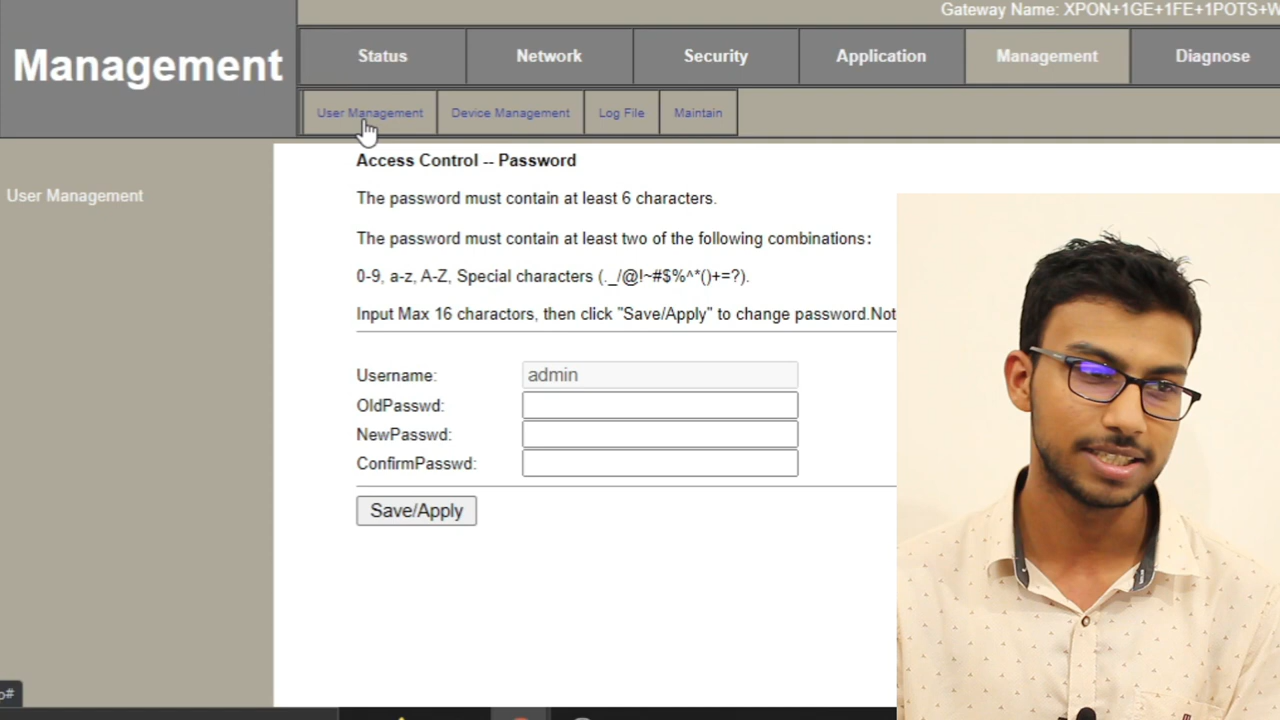 Gateway Name: XPON+1GE+1FE+1POTS+W
Management
Status Network Security Application Management Diagnose
User Management Device Management Log File Maintain
User Management
Access Control -- Password
The password must contain at least 6 characters.
The password must contain at least two of the following combinations:
0-9, a-z, A-Z, Special characters (._/@!~#$%^*()+=?).
Input Max 16 charactors, then click "Save/Apply" to change password.Not
Username: admin
OldPasswd:
NewPasswd:
ConfirmPasswd:
Save/Apply
o#